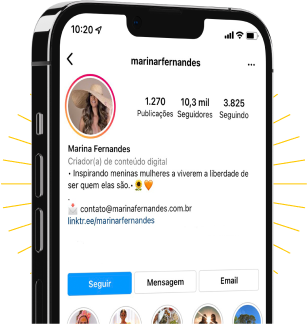 10:20
marinarfernandes
1.270 10,3 mil 3.825
Publicações Seguidores Seguindo
Marina Fernandes
Criador(a) de conteúdo digital
• Inspirando meninas mulheres a viverem a liberdade de
ser quem elas são.•
.
contato@marinafernandes.com.br
linktr.ee/marinarfernandes
Seguir Mensagem Email